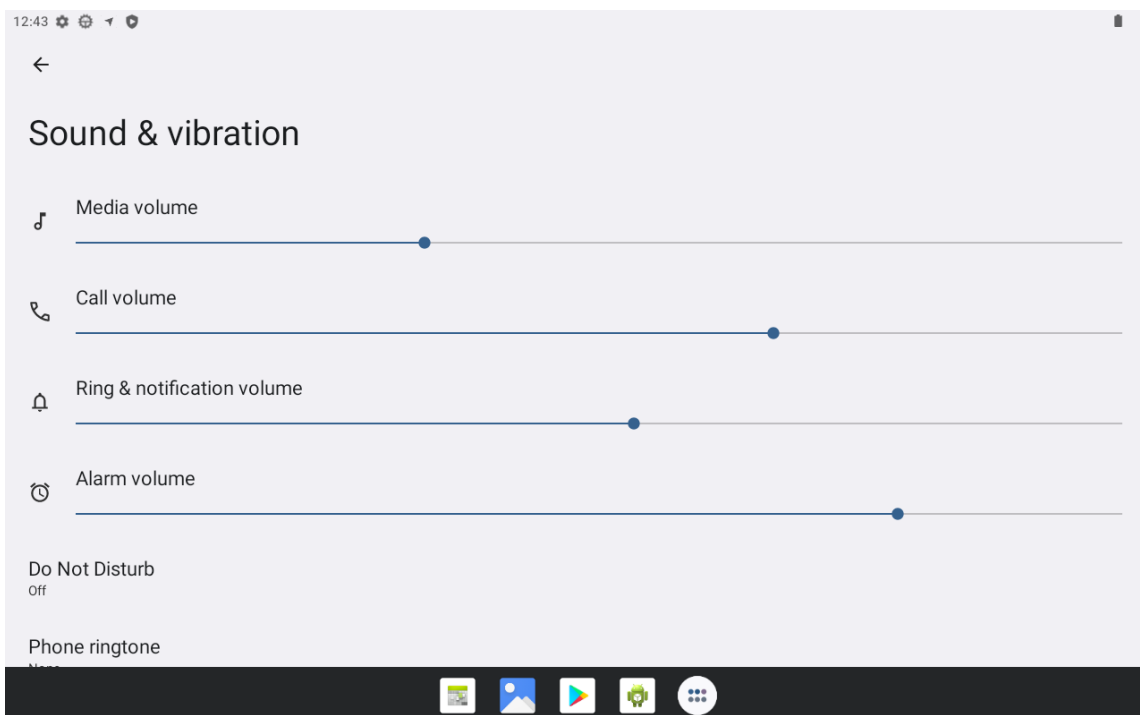 12:43
Sound & vibration
Media volume
Call volume
Ring & notification volume
Alarm volume
Do Not Disturb
Off
Phone ringtone